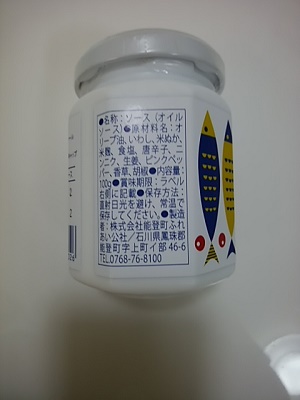 ●名称：ソース（オイル
ソース）●原材料名：オ
リーブ油、いわし、米ぬか、
米麹、食塩、唐辛子、ニ
ンニク、生姜、ピンクペッ
パー、香草、胡椒●内容量：
100g●賞味期限：ラベル
右側に記載●保存方法：
直射日光を避け、常温で
保存してください。●製造
者：株式会社能登町ふれ
あい公社／石川県鳳珠郡
能登町字上町イ部 46-6
TEL.0768-76-8100